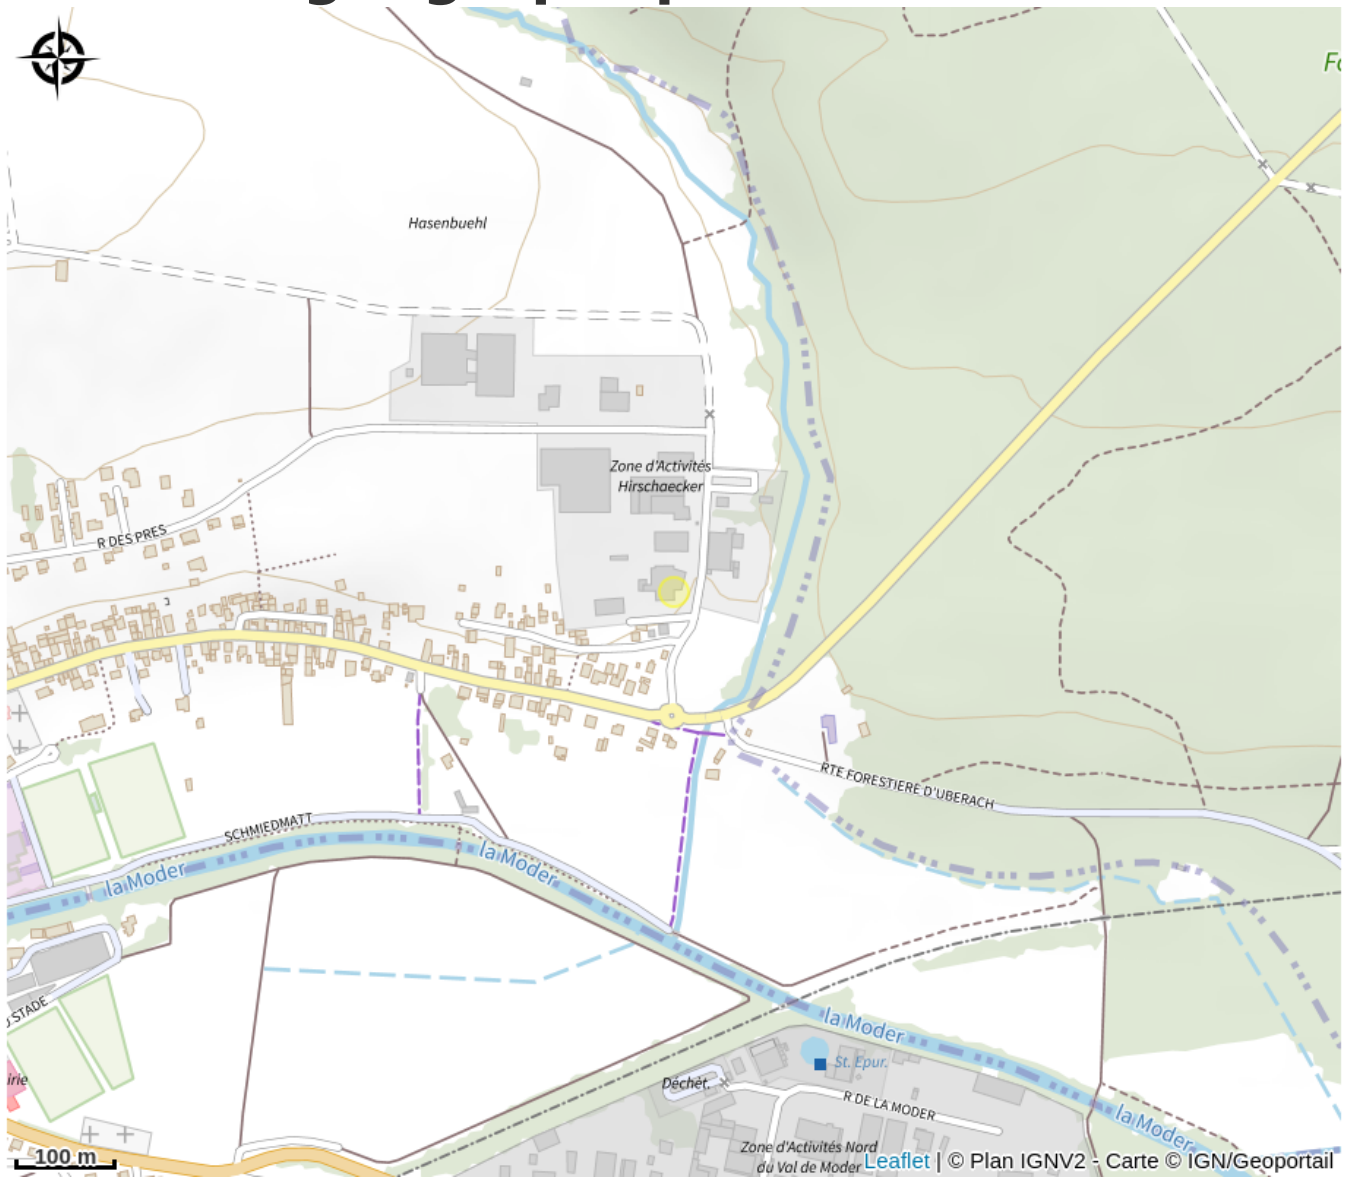 Hasenbuehl
Zone d'Activités
Hirschaecker
R DES PRES
RTE FORESTIERE D'UBERACH
SCHMIEDMATT
la Moder
la Moder
STADE
la Moder
St. Epur.
Déchèt.
R DE LA MODER
la Moder
Zone d'Activités Nord
du Val de Moder
100 m
Leaflet | © Plan IGNV2 - Carte © IGN/Geoportail